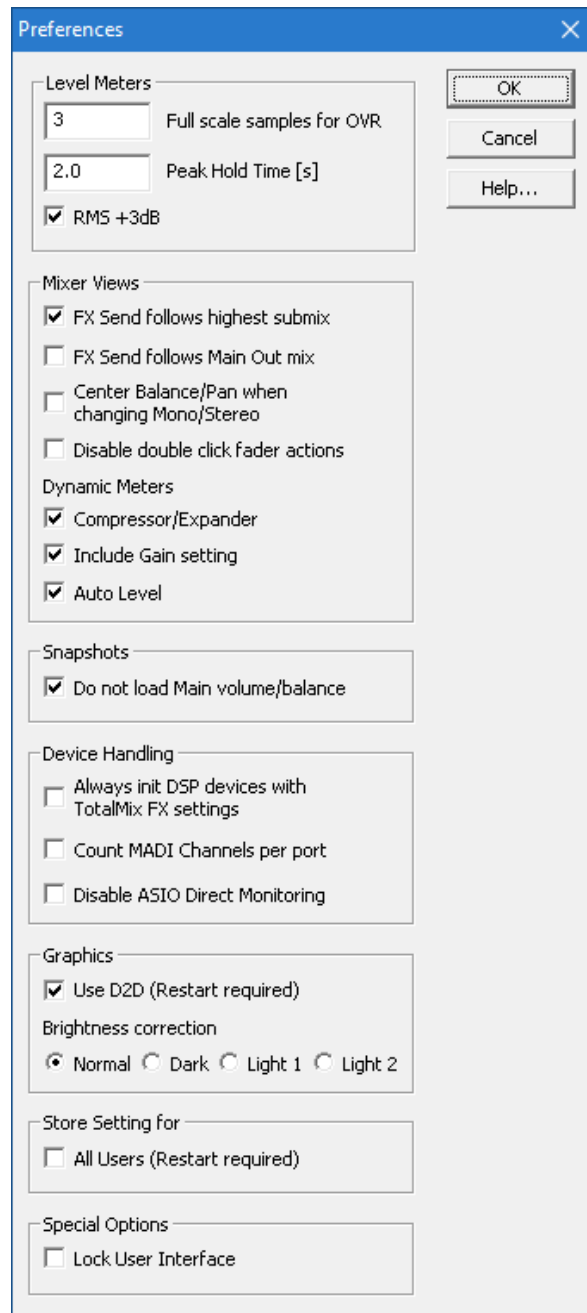 Preferences
Level Meters
3 Full scale samples for OVR
2.0 Peak Hold Time [s]
RMS +3dB
OK
Cancel
Help...
Mixer Views
FX Send follows highest submix
FX Send follows Main Out mix
Center Balance/Pan when
changing Mono/Stereo
Disable double click fader actions
Dynamic Meters
Compressor/Expander
Include Gain setting
Auto Level
Snapshots
Do not load Main volume/balance
Device Handling
Always init DSP devices with
TotalMix FX settings
Count MADI Channels per port
Disable ASIO Direct Monitoring
Graphics
Use D2D (Restart required)
Brightness correction
Normal Dark Light 1 Light 2
Store Setting for
All Users (Restart required)
Special Options
Lock User Interface